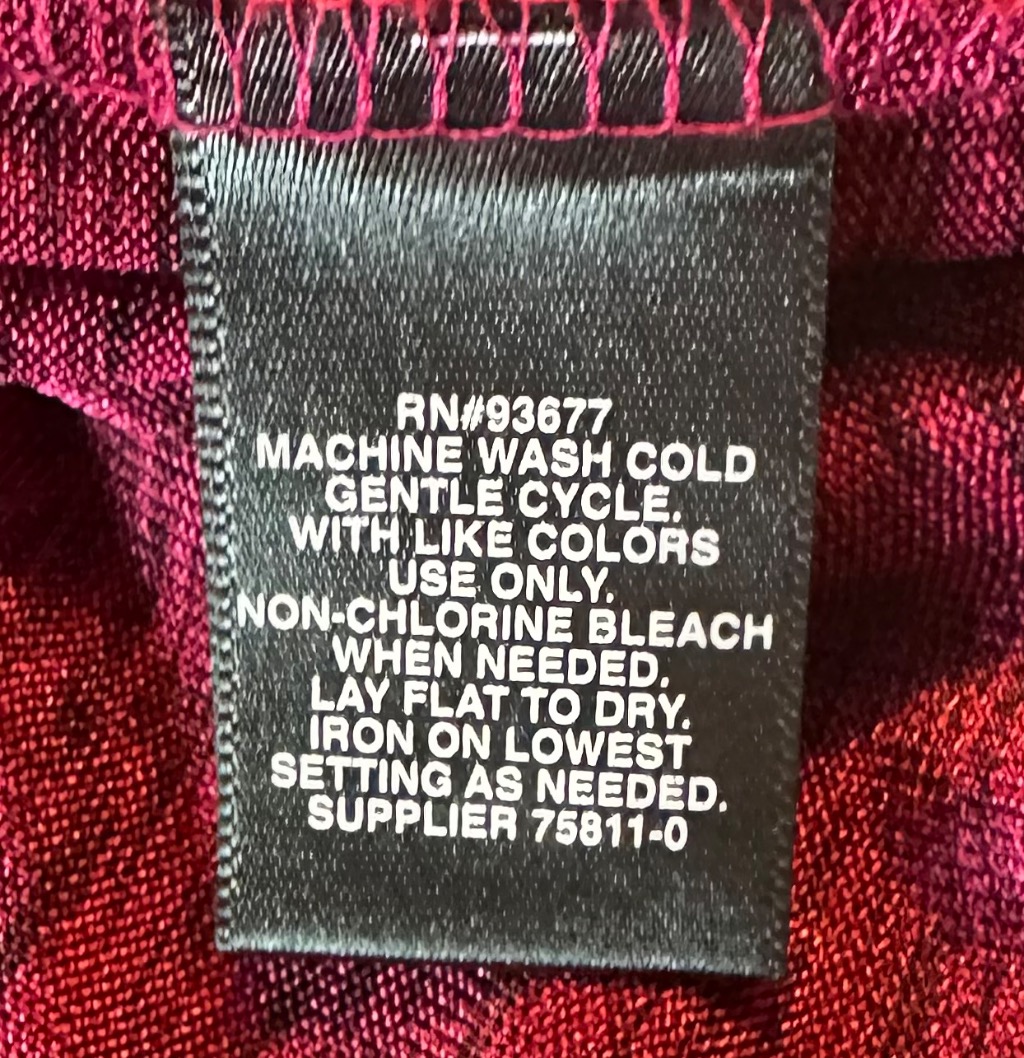 RN#93677
MACHINE WASH COLD
GENTLE CYCLE.
WITH LIKE COLORS
USE ONLY.
NON-CHLORINE BLEACH
WHEN NEEDED.
LAY FLAT TO DRY.
IRON ON LOWEST
SETTING AS NEEDED.
SUPPLIER 75811-0